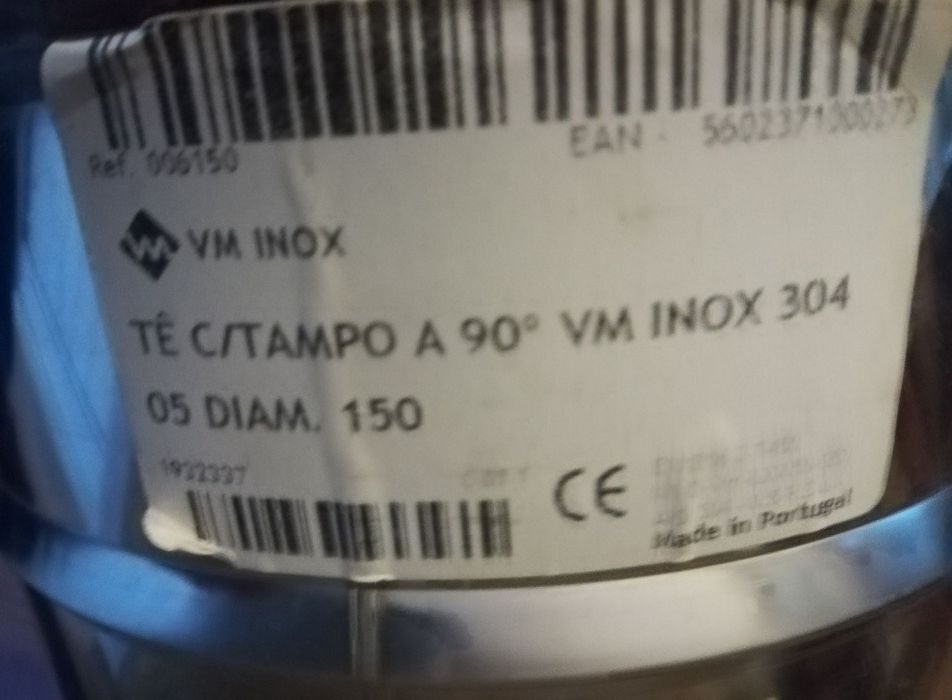 Ref. 006150
EAN - 5602371000273
VM INOX
TÊ C/TAMPO A 90° VM INOX 304
05 DIAM. 150
1932337
CE
Made in Portugal